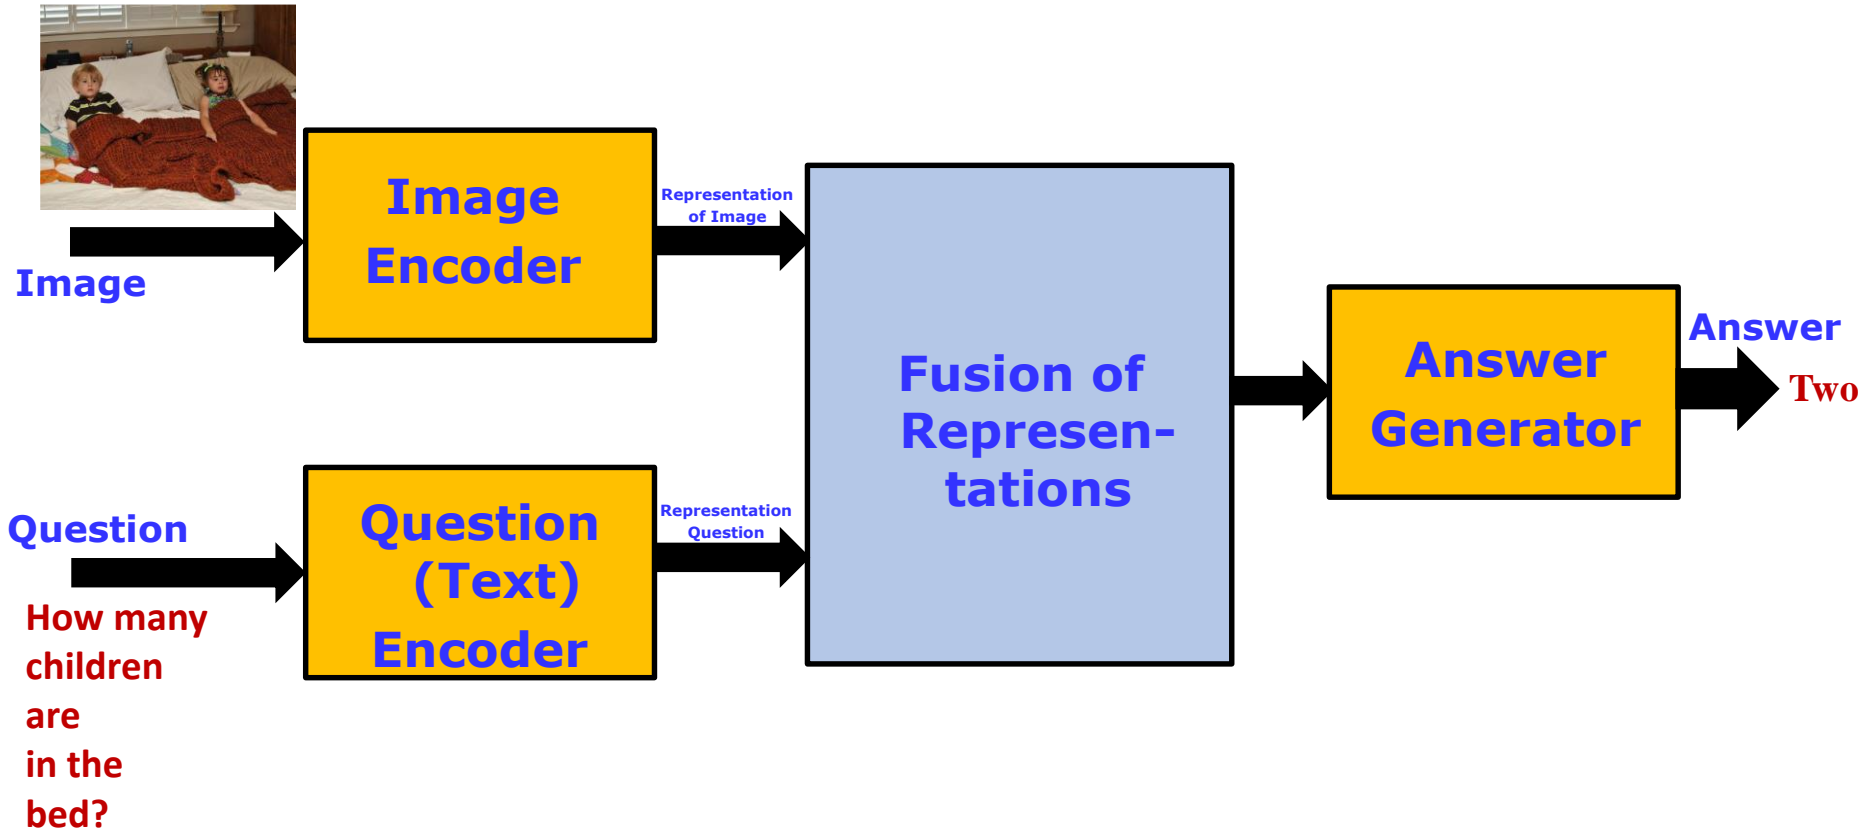 Image
Image
Encoder
Representation
of Image
Question
How many
children
are
in the
bed?
Question
(Text)
Encoder
Representation
Question
Fusion of
Represen-
tations
Answer
Generator
Answer
Two